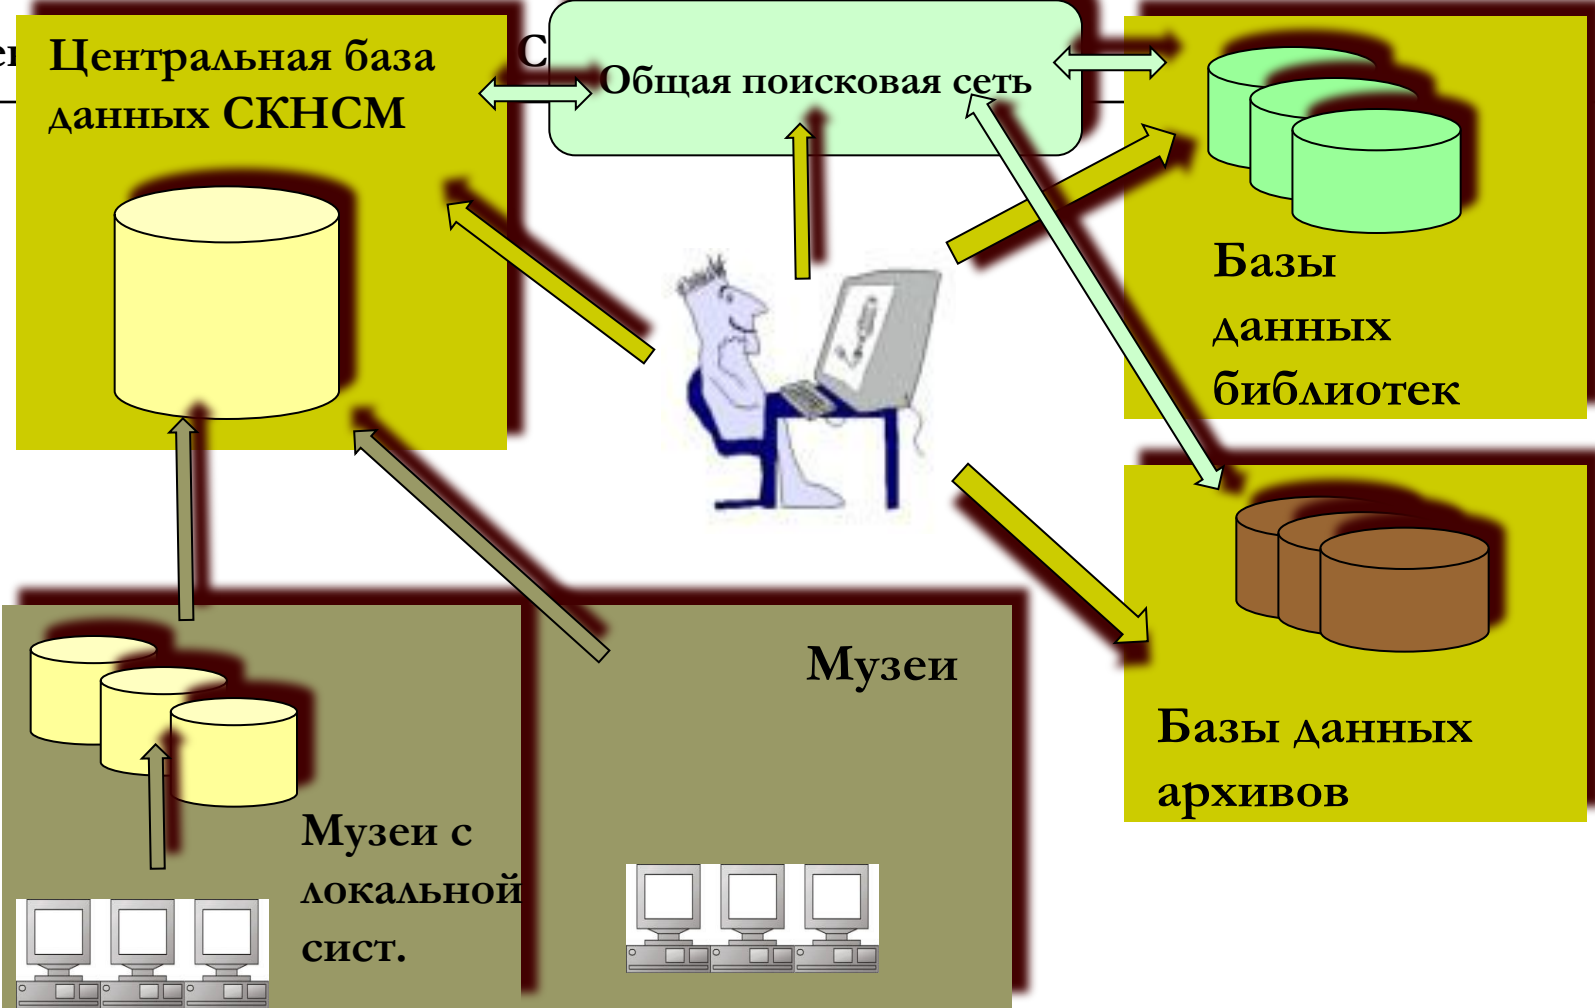 Центральная база
данных СКНСМ
С
Общая поисковая сеть
Базы
данных
библиотек
Музеи
Базы данных
архивов
Музеи с
локальной
сист.